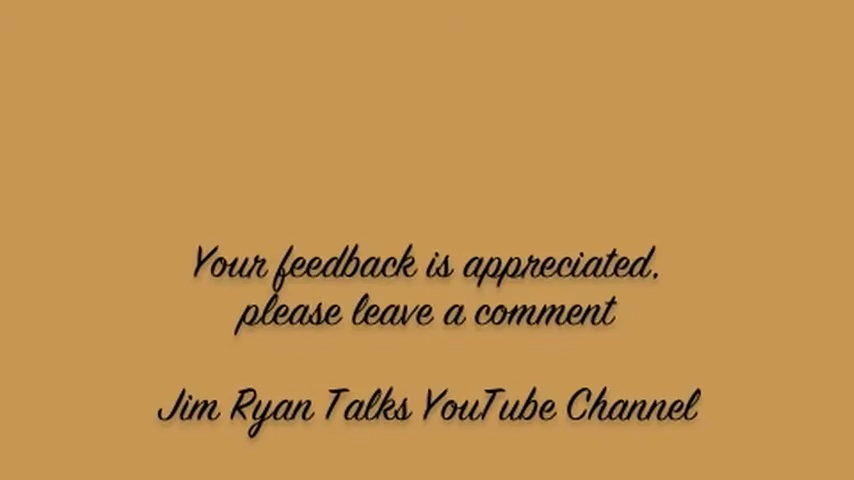 Your feedback is appreciated,
please leave a comment
Jim Ryan Talks YouTube Channel